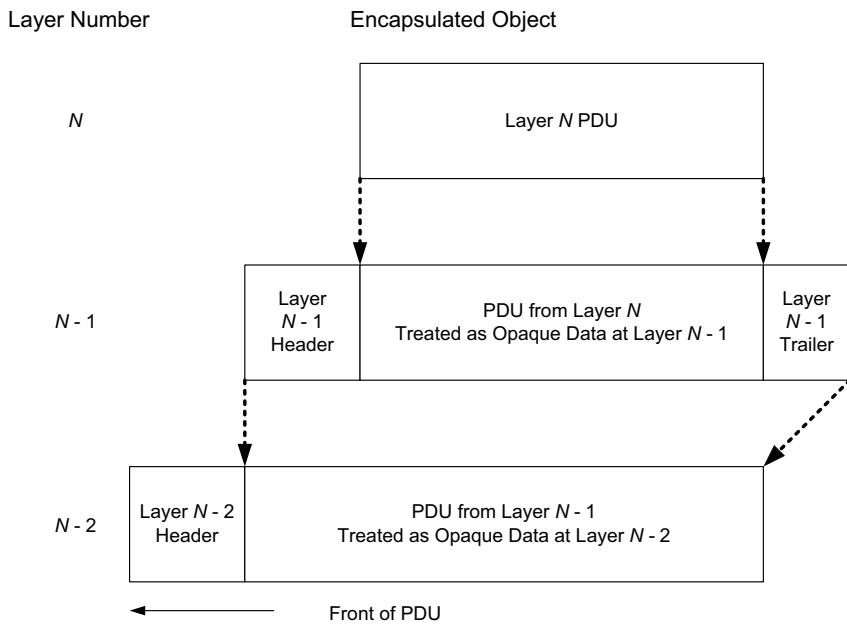 Layer Number
Encapsulated Object
N
Layer N PDU
N - 1
Layer
N - 1
Header
PDU from Layer N
Treated as Opaque Data at Layer N - 1
Layer
N - 1
Trailer
N - 2
Layer N - 2
Header
PDU from Layer N - 1
Treated as Opaque Data at Layer N - 2
Front of PDU